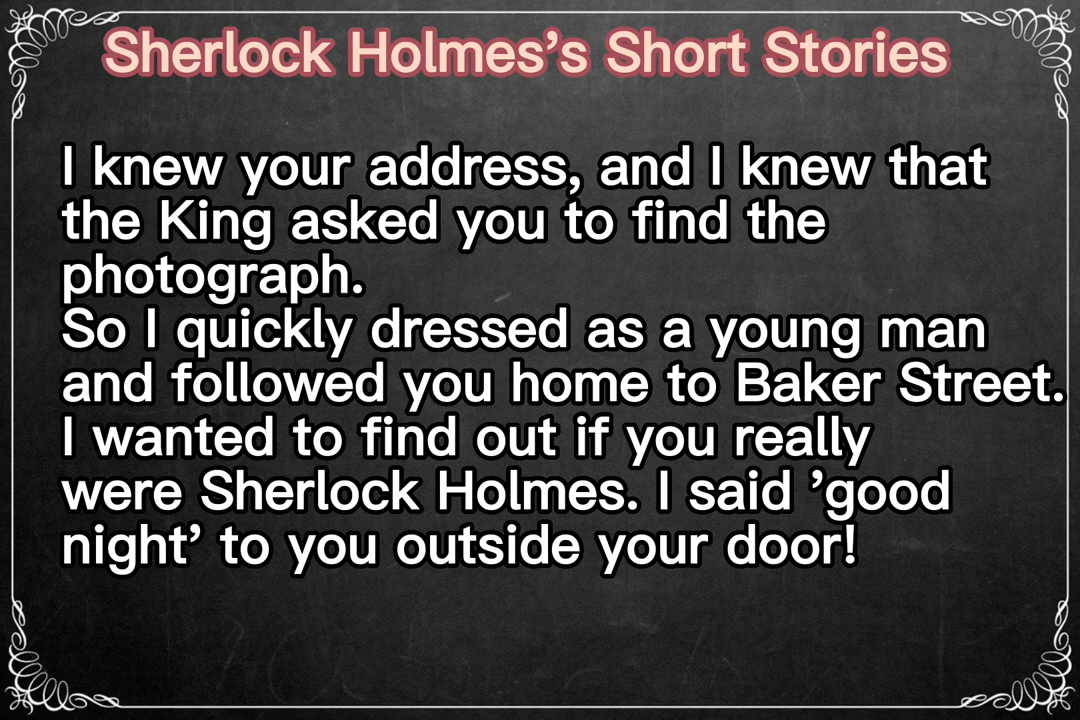 Sherlock Holmes’s Short Stories
I knew your address, and I knew that
the King asked you to find the
photograph.
So I quickly dressed as a young man
and followed you home to Baker Street.
I wanted to find out if you really
were Sherlock Holmes. I said ’good
night’ to you outside your door!